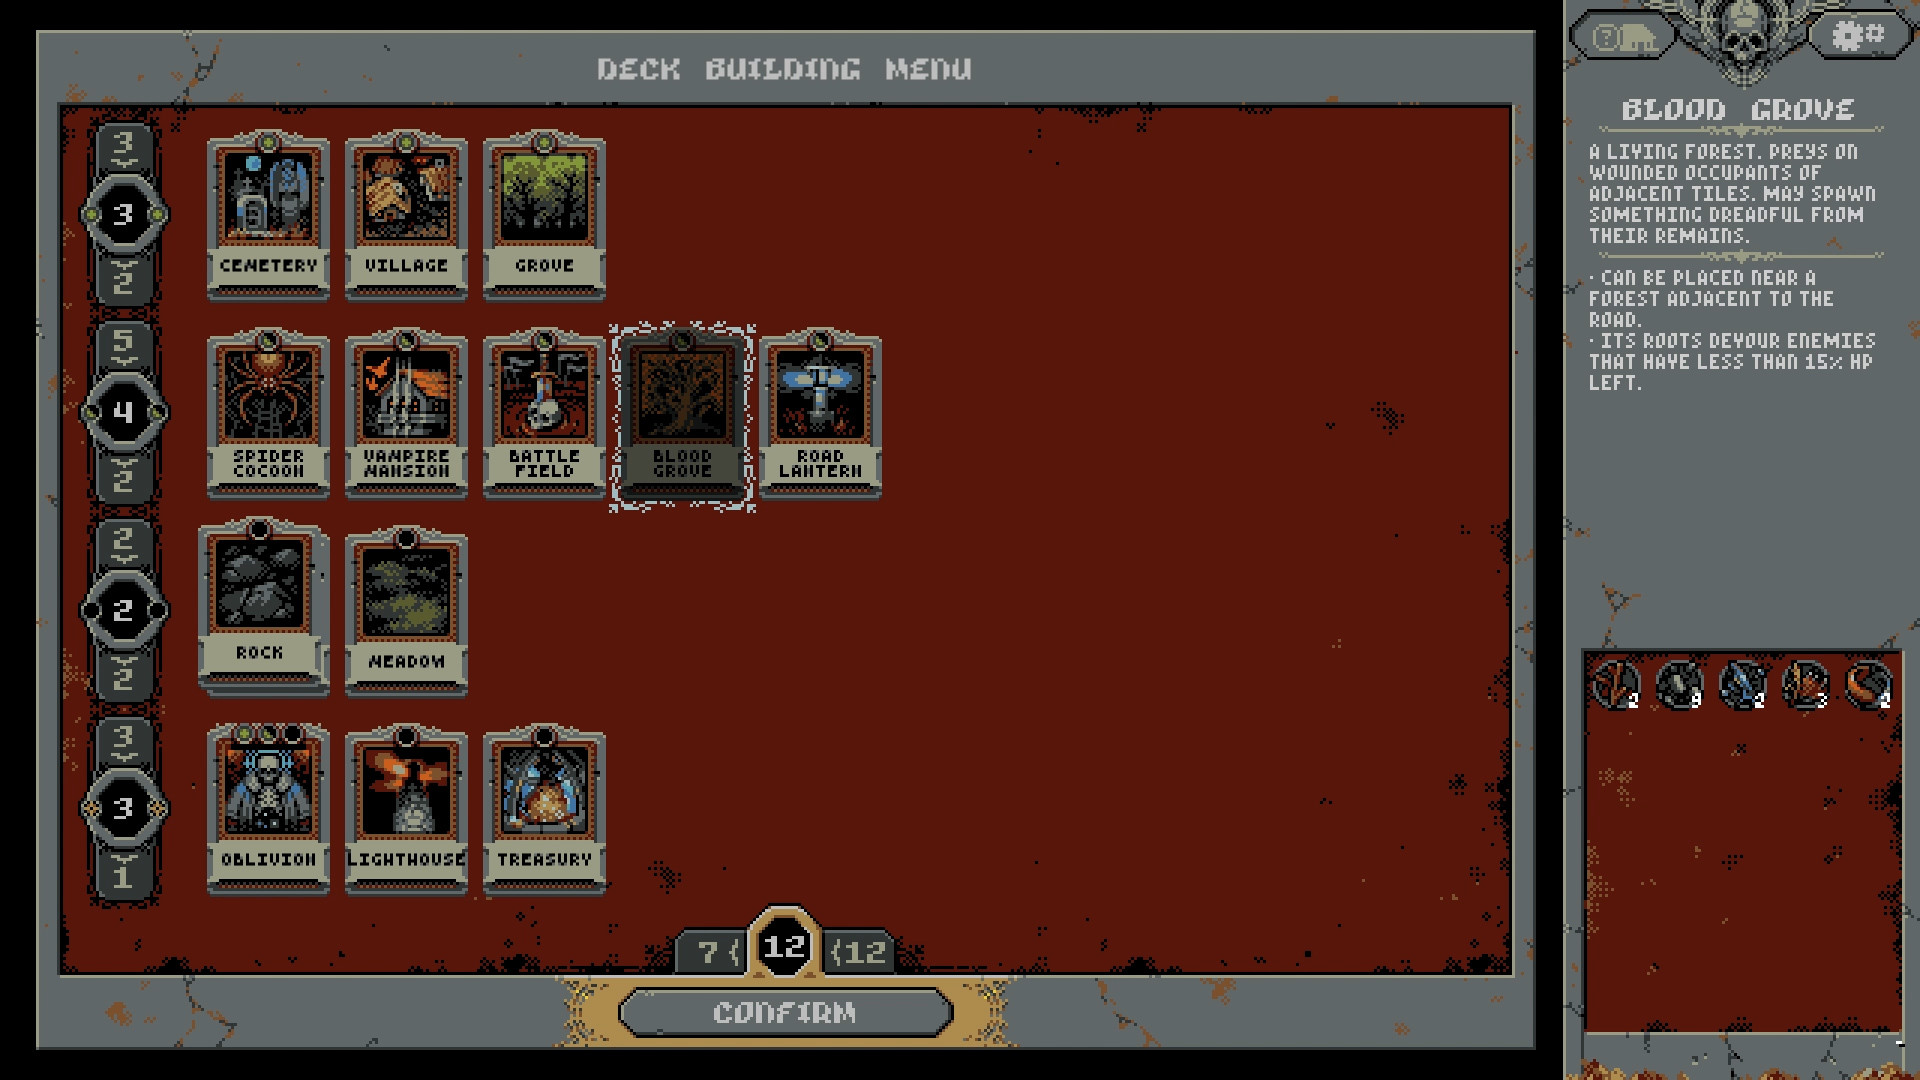 DECK BUILDING MENU
3
3
2
CEMETERY
VILLAGE
GROVE
5
4
2
SPIDER
COCOON
VAMPIRE
MANSION
BATTLE
FIELD
BLOOD
GROVE
ROAD
LANTERN
2
2
2
ROCK
MEADOW
3
3
1
OBLIVION
LIGHTHOUSE
TREASURY
7 { 12 {12
CONFIRM
?
#
BLOOD GROVE
A LIVING FOREST. PREYS ON
WOUNDED OCCUPANTS OF
ADJACENT TILES. MAY SPAWN
SOMETHING DREADFUL FROM
THEIR REMAINS.
· CAN BE PLACED NEAR A
FOREST ADJACENT TO THE
ROAD.
· ITS ROOTS DEVOUR ENEMIES
THAT HAVE LESS THAN 15% HP
LEFT.